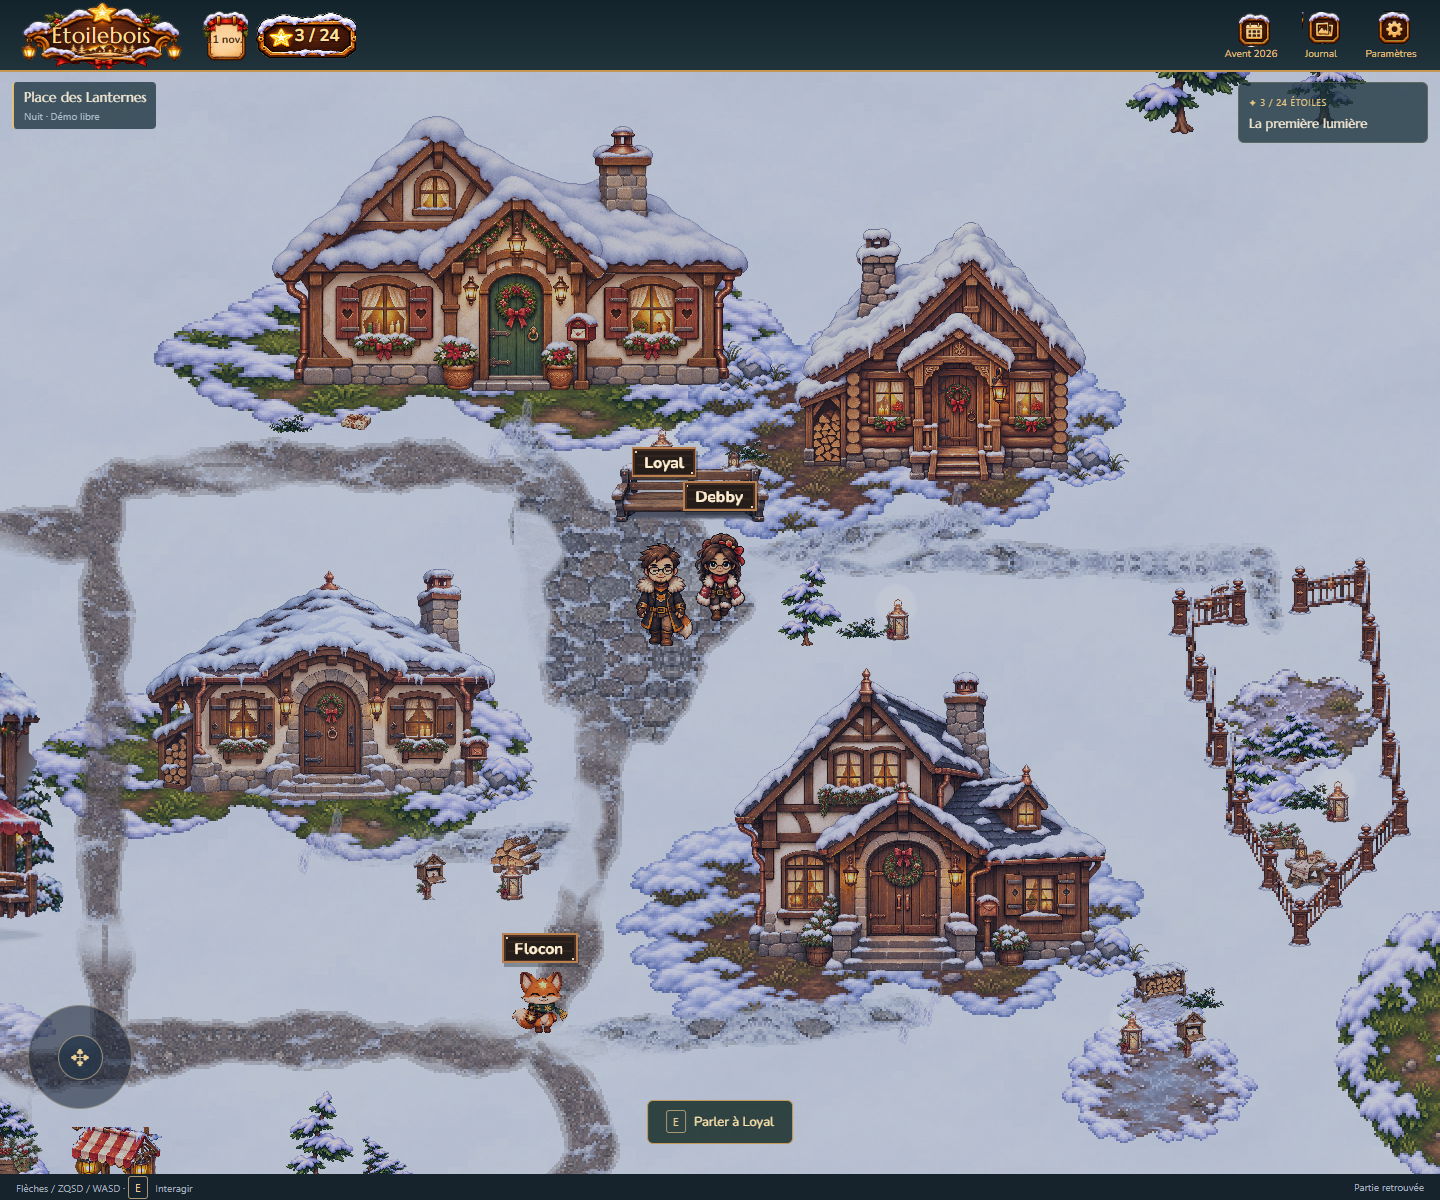 Etoilebois
1 nov.
3 / 24
Avent 2026
Journal
Paramètres
Place des Lanternes
Nuit · Démo libre
✦ 3 / 24 ÉTOILES
La première lumière
Loyal
Debby
Flocon
E Parler à Loyal
Flèches / ZQSD / WASD · E Interagir
Partie retrouvée